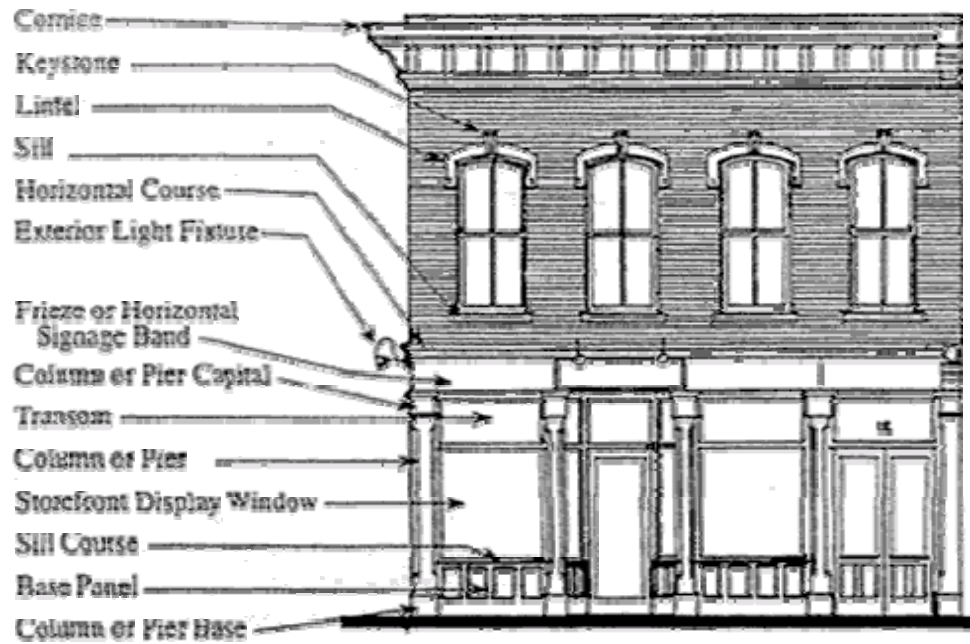 Cornice
Keystone
Lintel
Sill
Horizontal Course
Exterior Light Fixture
Frieze or Horizontal
Signage Band
Column or Pier Capital
Transom
Column or Pier
Storefront Display Window
Sill Course
Base Panel
Column or Pier Base